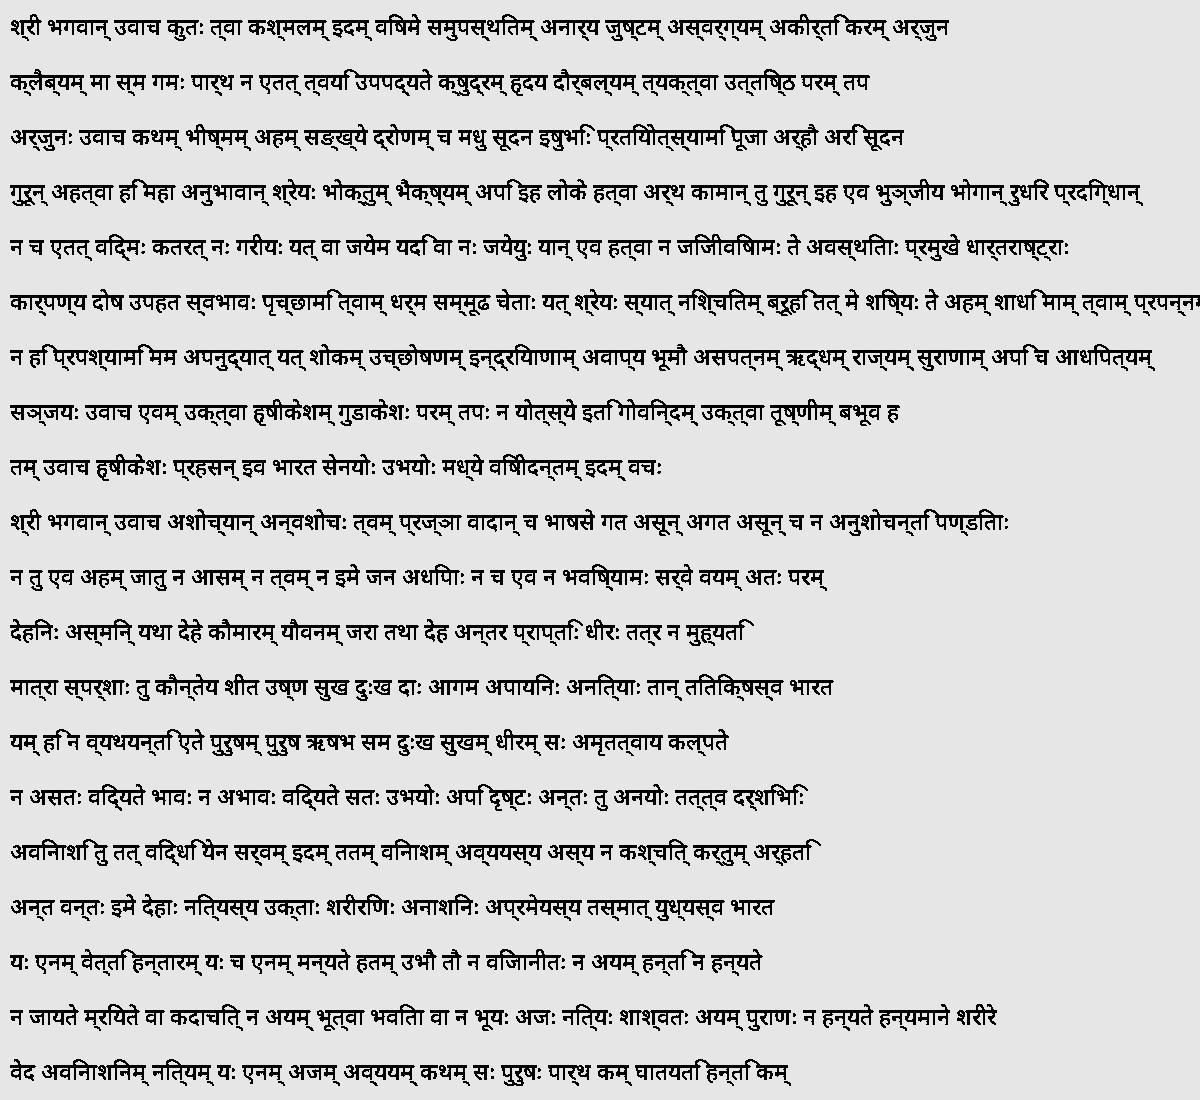 श्री भगवान् उवाच कुतः त्वा कश्मलम् इदम् विषमे समुपस्थितम् अनार्य जुष्टम् अस्वर्ग्यम् अकीर्ति करम् अर्जुन
क्लैब्यम् मा स्म गमः पार्थ न एतत् त्वयि उपपद्यते क्षुद्रम् हृदय दौर्बल्यम् त्यक्त्वा उत्तिष्ठ परम् तप
अर्जुनः उवाच कथम् भीष्मम् अहम् सङ्ख्ये द्रोणम् च मधु सूदन इषुभिः प्रतियोत्स्यामि पूजा अर्हौ अरि सूदन
गुरून् अहत्वा हि महा अनुभावान् श्रेयः भोक्तुम् भैक्ष्यम् अपि इह लोके हत्वा अर्थ कामान् तु गुरून् इह एव भुञ्जीय भोगान् रुधिर प्रदिग्धान्
न च एतत् विद्मः कतरत् नः गरीयः यत् वा जयेम यदि वा नः जयेयुः यान् एव हत्वा न जिजीविषामः ते अवस्थिताः प्रमुखे धार्तराष्ट्राः
कार्पण्य दोष उपहत स्वभावः पृच्छामि त्वाम् धर्म सम्मूढ चेताः यत् श्रेयः स्यात् निश्चितम् ब्रूहि तत् मे शिष्यः ते अहम् शाधि माम् त्वाम् प्रपन्नम
न हि प्रपश्यामि मम अपनुद्यात् यत् शोकम् उच्छोषणम् इन्द्रियाणाम् अवाप्य भूमौ असपत्नम् ऋद्धम् राज्यम् सुराणाम् अपि च आधिपत्यम्
सञ्जयः उवाच एवम् उक्त्वा हृषीकेशम् गुडाकेशः परम् तपः न योत्स्ये इति गोविन्दम् उक्त्वा तूष्णीम् बभूव ह
तम् उवाच हृषीकेशः प्रहसन् इव भारत सेनयोः उभयोः मध्ये विषीदन्तम् इदम् वचः
श्री भगवान् उवाच अशोच्यान् अन्वशोचः त्वम् प्रज्ञा वादान् च भाषसे गत असून् अगत असून् च न अनुशोचन्ति पण्डिताः
न तु एव अहम् जातु न आसम् न त्वम् न इमे जन अधिपाः न च एव न भविष्यामः सर्वे वयम् अतः परम्
देहिनः अस्मिन् यथा देहे कौमारम् यौवनम् जरा तथा देह अन्तर प्राप्तिः धीरः तत्र न मुह्यति
मात्रा स्पर्शाः तु कौन्तेय शीत उष्ण सुख दुःख दाः आगम अपायिनः अनित्याः तान् तितिक्षस्व भारत
यम् हि न व्यथयन्ति एते पुरुषम् पुरुष ऋषभ सम दुःख सुखम् धीरम् सः अमृतत्वाय कल्पते
न असतः विद्यते भावः न अभावः विद्यते सतः उभयोः अपि दृष्टः अन्तः तु अनयोः तत्त्व दर्शिभिः
अविनाशि तु तत् विद्धि येन सर्वम् इदम् ततम् विनाशम् अव्ययस्य अस्य न कश्चित् कर्तुम् अर्हति
अन्त वन्तः इमे देहाः नित्यस्य उक्ताः शरीरिणः अनाशिनः अप्रमेयस्य तस्मात् युध्यस्व भारत
यः एनम् वेत्ति हन्तारम् यः च एनम् मन्यते हतम् उभौ तौ न विजानीतः न अयम् हन्ति न हन्यते
न जायते म्रियते वा कदाचित् न अयम् भूत्वा भविता वा न भूयः अजः नित्यः शाश्वतः अयम् पुराणः न हन्यते हन्यमाने शरीरे
वेद अविनाशिनम् नित्यम् यः एनम् अजम् अव्ययम् कथम् सः पुरुषः पार्थ कम् घातयति हन्ति कम्